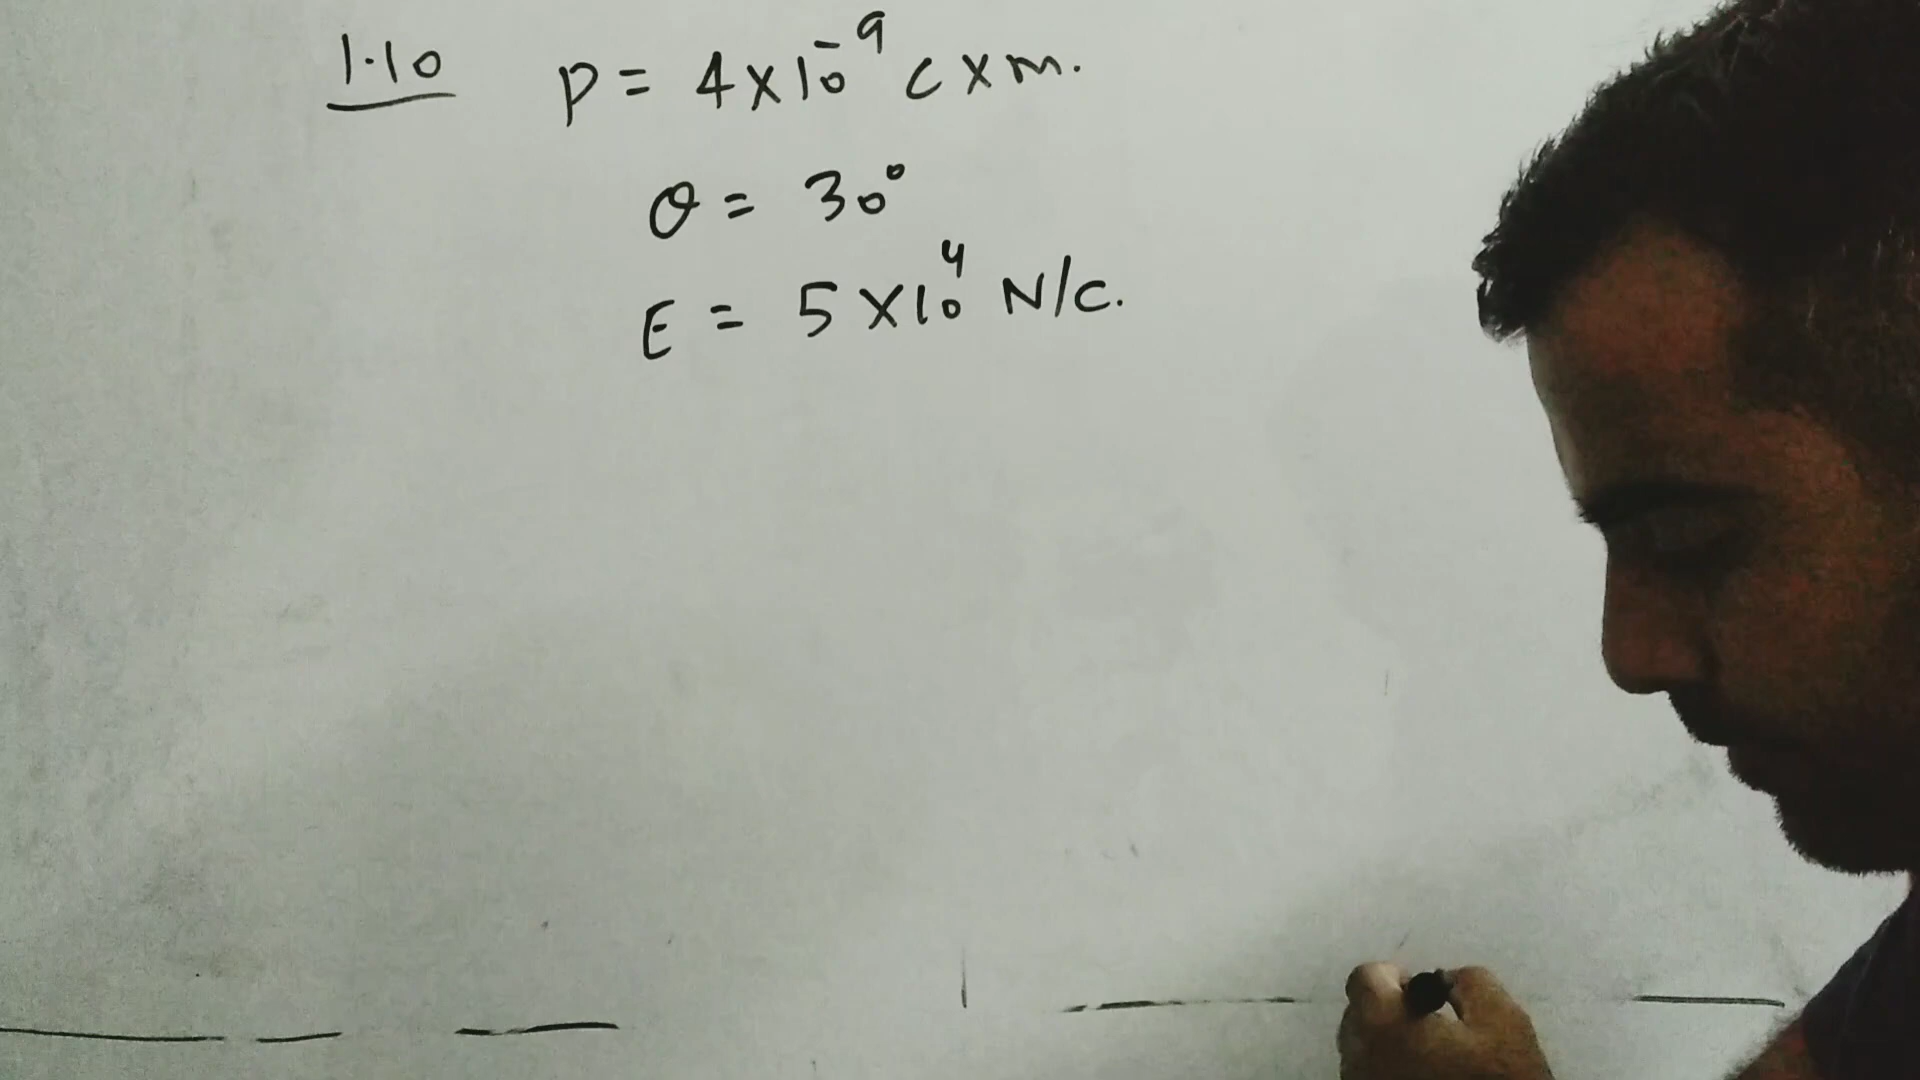 1.10 p = 4×10⁻⁹ C×m.
θ = 30°
E = 5×10⁴ N/C.